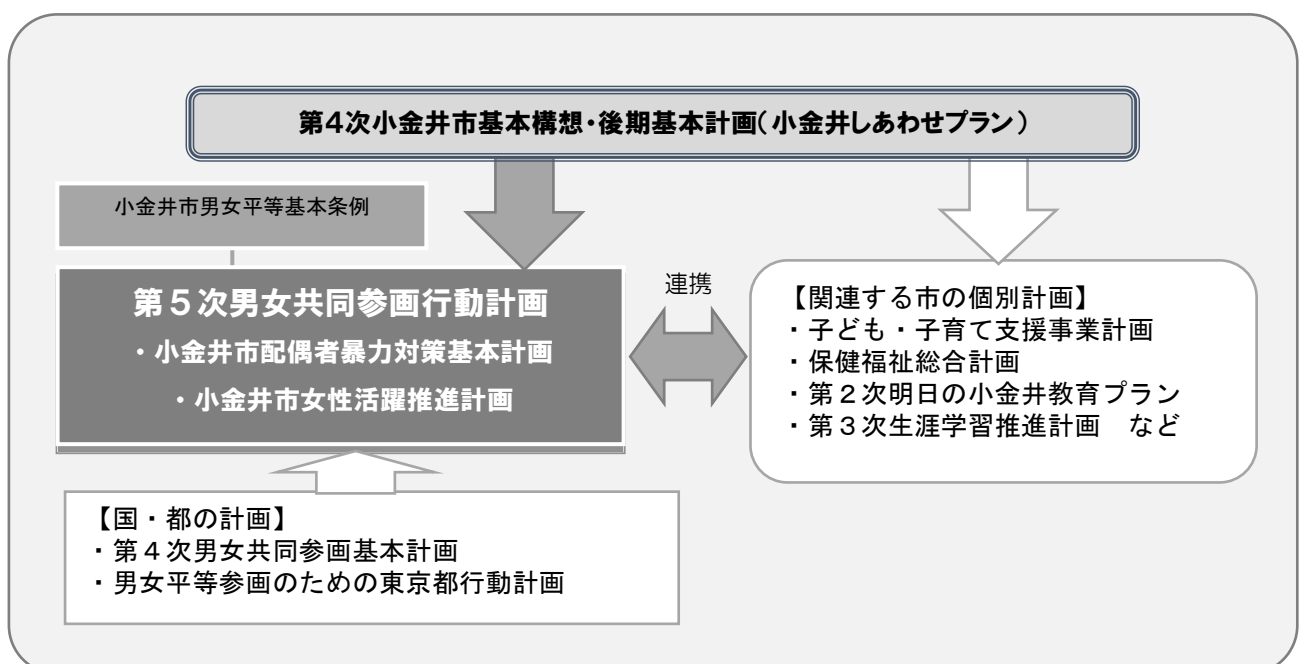 第4次小金井市基本構想・後期基本計画(小金井しあわせプラン)
小金井市男女平等基本条例
第5次男女共同参画行動計画
・小金井市配偶者暴力対策基本計画
・小金井市女性活躍推進計画
連携
【関連する市の個別計画】
・子ども・子育て支援事業計画
・保健福祉総合計画
・第2次明日の小金井教育プラン
・第3次生涯学習推進計画　など
【国・都の計画】
・第4次男女共同参画基本計画
・男女平等参画のための東京都行動計画